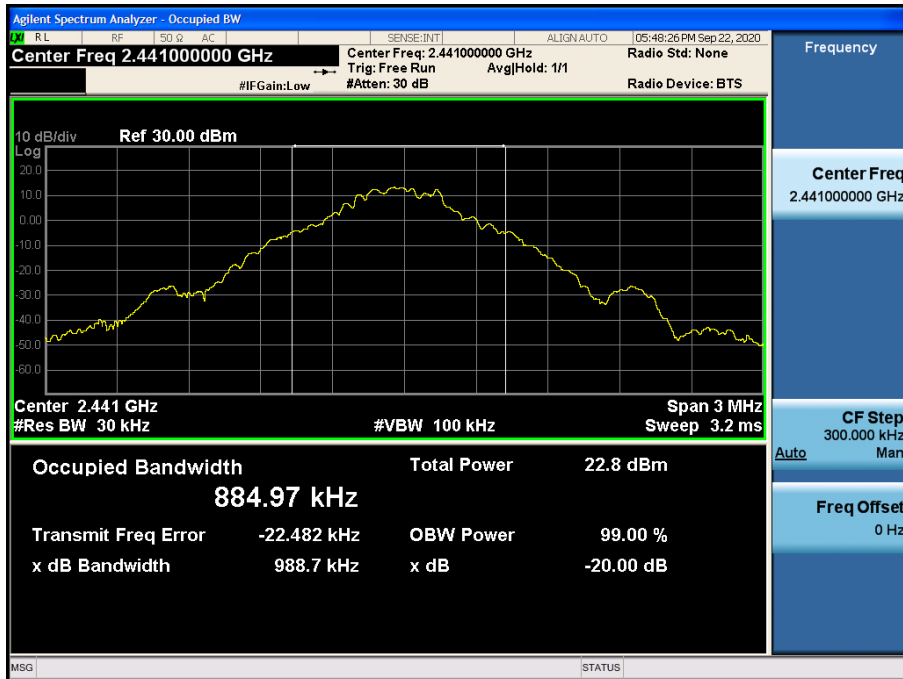 Agilent Spectrum Analyzer - Occupied BW
LXI RL RF 50 Ω AC SENSE:INT ALIGN AUTO 05:48:26 PM Sep 22, 2020
Center Freq 2.441000000 GHz
Center Freq: 2.441000000 GHz
Radio Std: None
Trig: Free Run Avg|Hold: 1/1
#IFGain:Low
#Atten: 30 dB
Radio Device: BTS
Frequency
10 dB/div Ref 30.00 dBm
Log
20.0
10.0
0.00
-10.0
-20.0
-30.0
-40.0
-50.0
-60.0
Center 2.441 GHz
Span 3 MHz
#Res BW 30 kHz
#VBW 100 kHz
Sweep 3.2 ms
Center Freq
2.441000000 GHz
CF Step
300.000 kHz
Auto Man
Freq Offset
0 Hz
Occupied Bandwidth
884.97 kHz
Total Power 22.8 dBm
Transmit Freq Error -22.482 kHz OBW Power 99.00 %
x dB Bandwidth 988.7 kHz x dB -20.00 dB
MSG STATUS